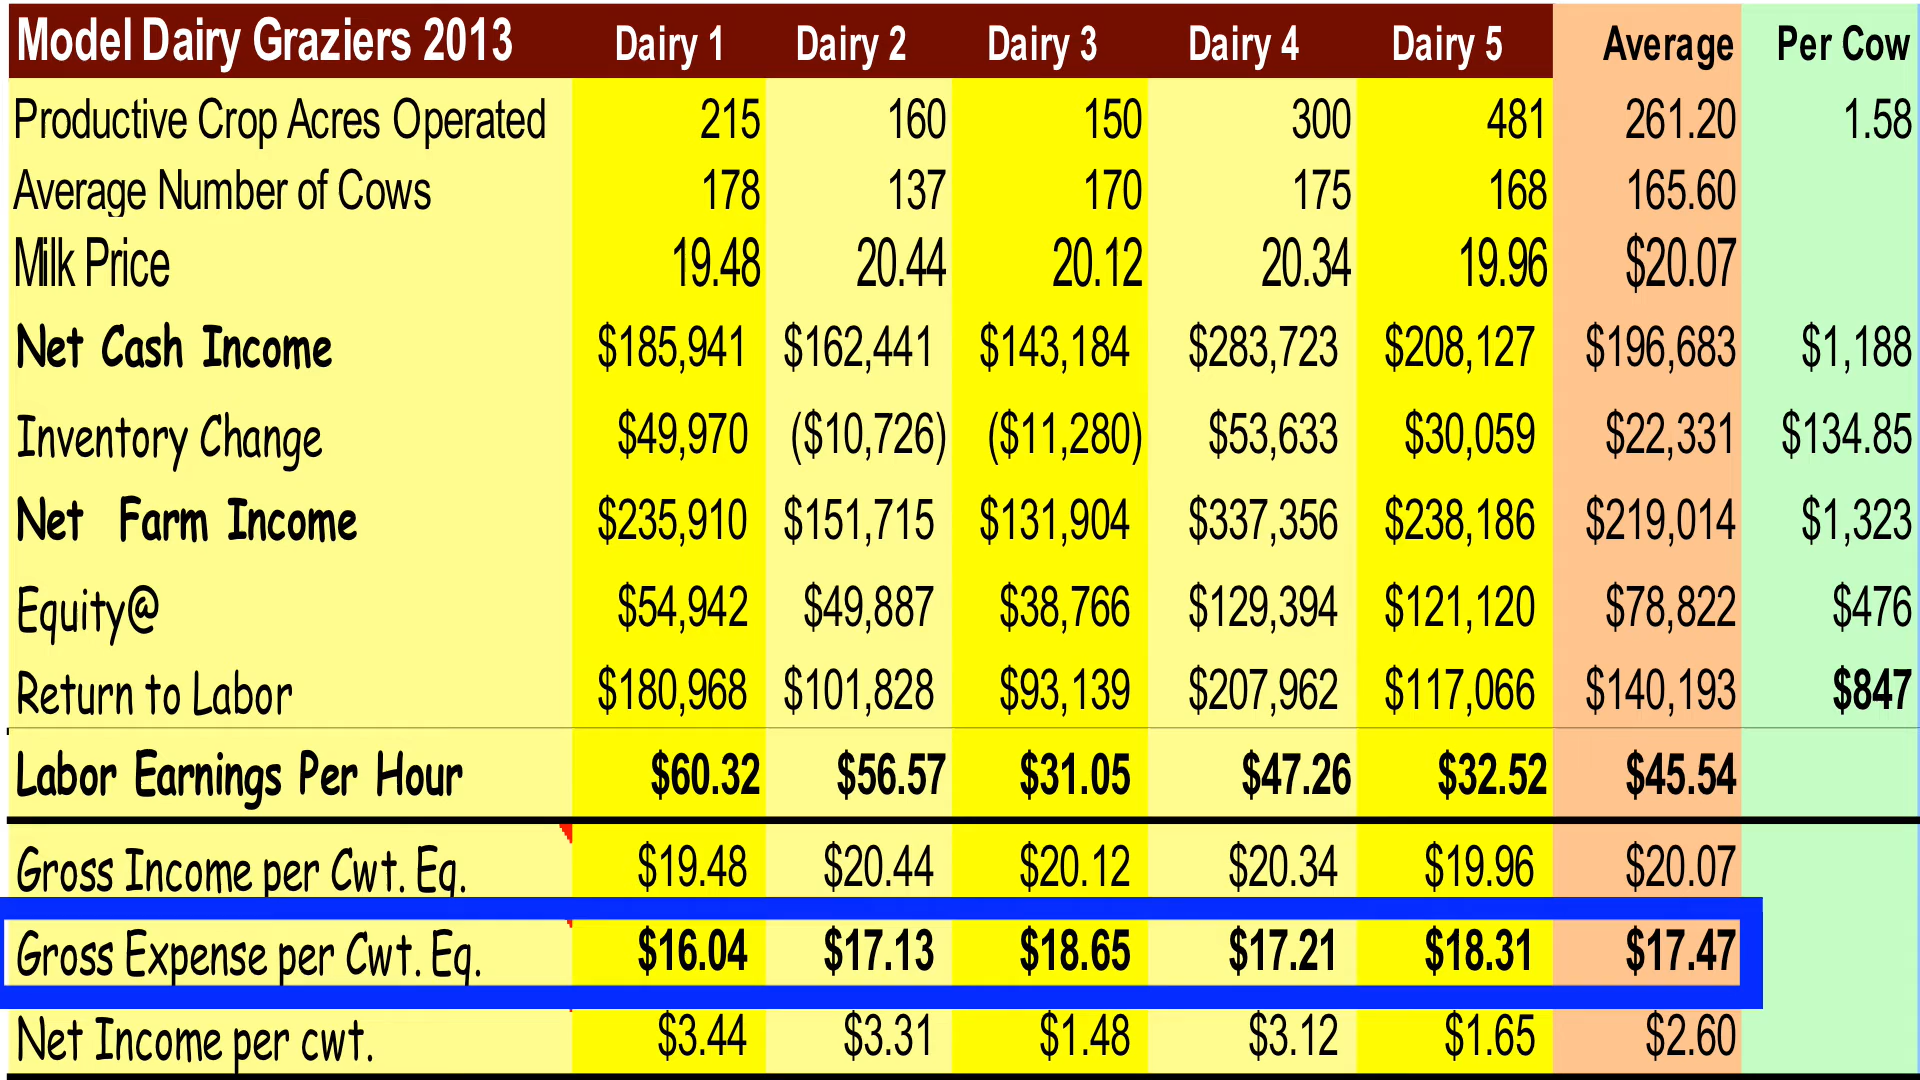 Model Dairy Graziers 2013 Dairy 1 Dairy 2 Dairy 3 Dairy 4 Dairy 5 Average Per Cow
Productive Crop Acres Operated 215 160 150 300 481 261.20 1.58
Average Number of Cows 178 137 170 175 168 165.60
Milk Price 19.48 20.44 20.12 20.34 19.96 $20.07
Net Cash Income $185,941 $162,441 $143,184 $283,723 $208,127 $196,683 $1,188
Inventory Change $49,970 ($10,726) ($11,280) $53,633 $30,059 $22,331 $134.85
Net Farm Income $235,910 $151,715 $131,904 $337,356 $238,186 $219,014 $1,323
Equity@ $54,942 $49,887 $38,766 $129,394 $121,120 $78,822 $476
Return to Labor $180,968 $101,828 $93,139 $207,962 $117,066 $140,193 $847
Labor Earnings Per Hour $60.32 $56.57 $31.05 $47.26 $32.52 $45.54
Gross Income per Cwt. Eq. $19.48 $20.44 $20.12 $20.34 $19.96 $20.07
Gross Expense per Cwt. Eq. $16.04 $17.13 $18.65 $17.21 $18.31 $17.47
Net Income per cwt. $3.44 $3.31 $1.48 $3.12 $1.65 $2.60